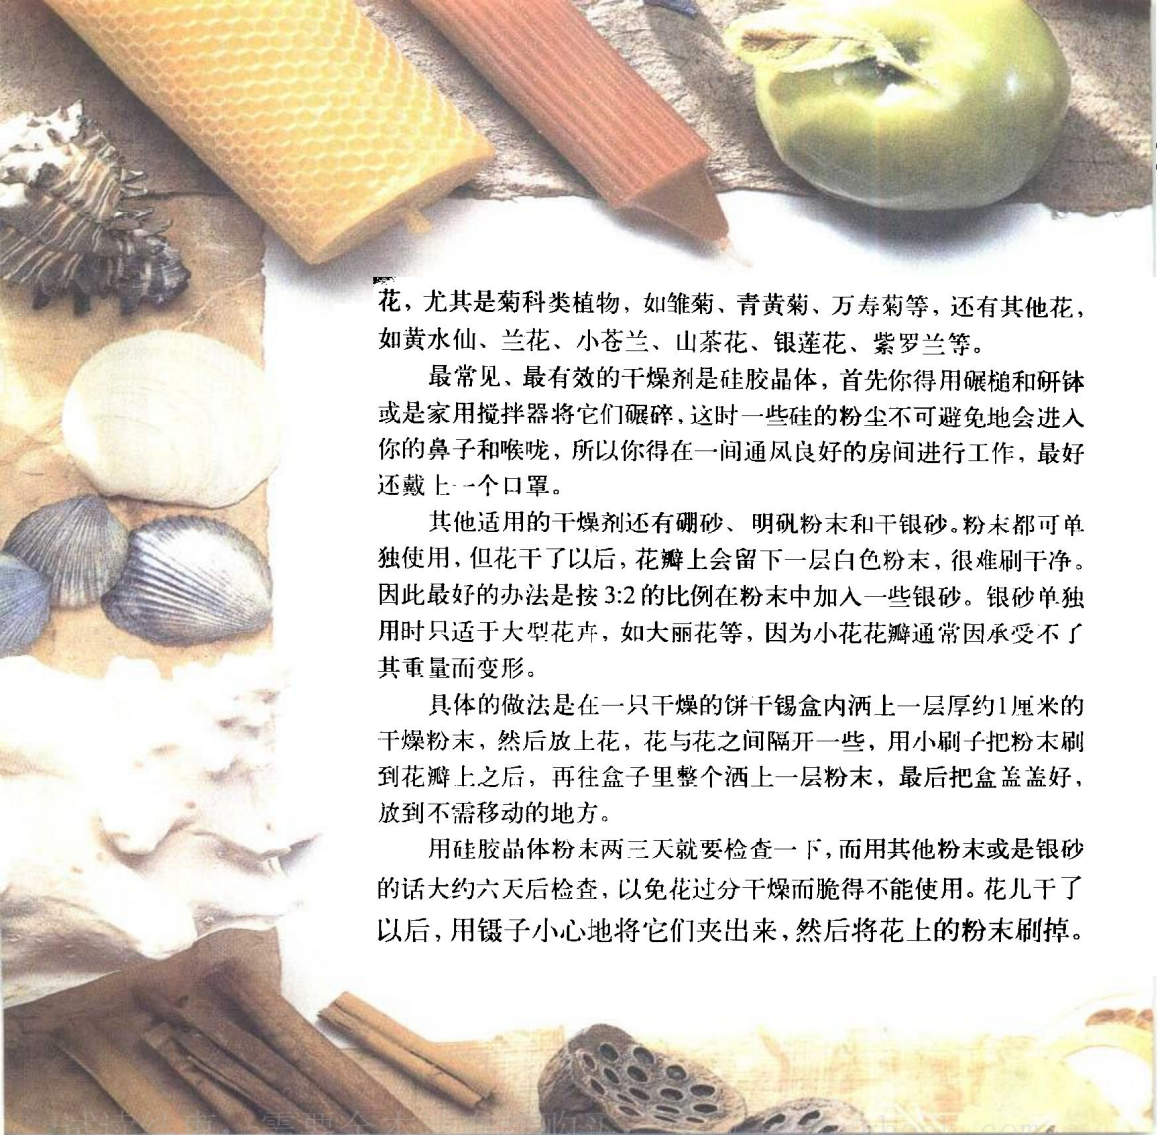 花，尤其是菊科类植物，如雏菊、青黄菊、万寿菊等，还有其他花，
如黄水仙、兰花、小苍兰、山茶花、银莲花、紫罗兰等。
最常见、最有效的干燥剂是硅胶晶体，首先你得用碾槌和研钵
或是家用搅拌器将它们碾碎，这时一些硅的粉尘不可避免地会进入
你的鼻子和喉咙，所以你得在一间通风良好的房间进行工作，最好
还戴上一个口罩。
其他适用的干燥剂还有硼砂、明矾粉末和干银砂。粉末都可单
独使用，但花干了以后，花瓣上会留下一层白色粉末，很难刷干净。
因此最好的办法是按3:2的比例在粉末中加入一些银砂。银砂单独
用时只适于大型花卉，如大丽花等，因为小花花瓣通常因承受不了
其重量而变形。
具体的做法是在一只干燥的饼干锡盒内洒上一层厚约1厘米的
干燥粉末，然后放上花，花与花之间隔开一些，用小刷子把粉末刷
到花瓣上之后，再往盒子里整个洒上一层粉末，最后把盒盖盖好，
放到不需移动的地方。
用硅胶晶体粉末两三天就要检查一下，而用其他粉末或是银砂
的话大约六天后检查，以免花过分干燥而脆得不能使用。花儿干了
以后，用镊子小心地将它们夹出来，然后将花上的粉末刷掉。